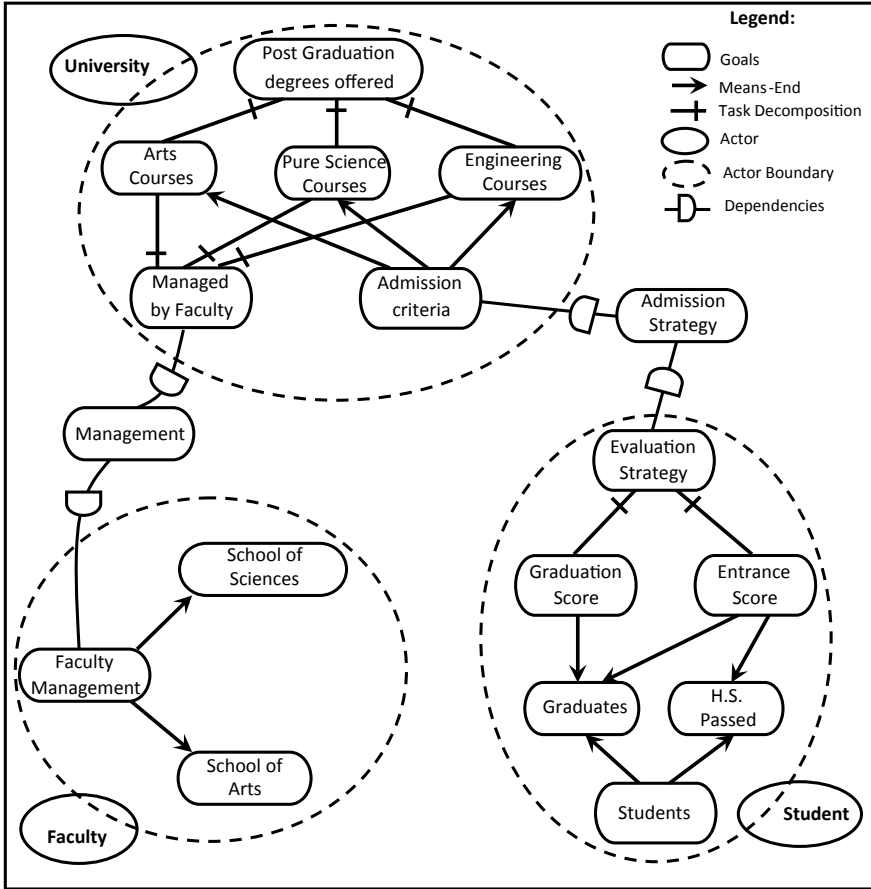 Legend:
Goals
Means-End
Task Decomposition
Actor
Actor Boundary
Dependencies
University
Post Graduation
degrees offered
Arts
Courses
Pure Science
Courses
Engineering
Courses
Managed
by Faculty
Admission
criteria
Admission
Strategy
Management
Evaluation
Strategy
School of
Sciences
Graduation
Score
Entrance
Score
Faculty
Management
Graduates
H.S.
Passed
School of
Arts
Students
Faculty
Student